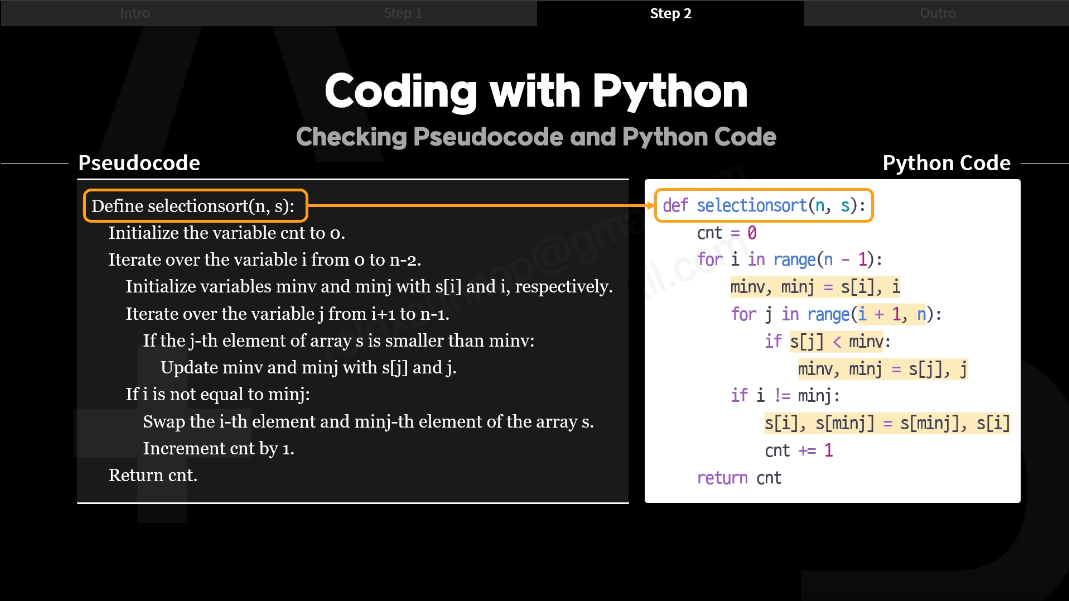 Intro
Step 1
Step 2
Outro
Coding with Python
Checking Pseudocode and Python Code
Pseudocode
Define selectionsort(n, s):
Initialize the variable cnt to 0.
Iterate over the variable i from 0 to n-2.
Initialize variables minv and minj with s[i] and i, respectively.
Iterate over the variable j from i+1 to n-1.
If the j-th element of array s is smaller than minv:
Update minv and minj with s[j] and j.
If i is not equal to minj:
Swap the i-th element and minj-th element of the array s.
Increment cnt by 1.
Return cnt.
Python Code
def selectionsort(n, s):
cnt = 0
for i in range(n - 1):
minv, minj = s[i], i
for j in range(i + 1, n):
if s[j] < minv:
minv, minj = s[j], j
if i != minj:
s[i], s[minj] = s[minj], s[i]
cnt += 1
return cnt